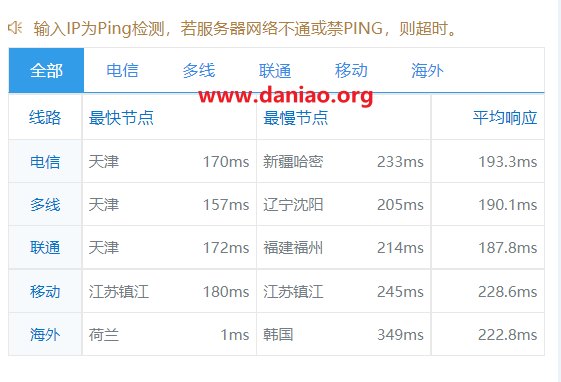 输入IP为Ping检测，若服务器网络不通或禁PING，则超时。
全部 电信 多线 联通 移动 海外
www.daniao.org
线路 最快节点 最慢节点 平均响应
电信 天津 170ms 新疆哈密 233ms 193.3ms
多线 天津 157ms 辽宁沈阳 205ms 190.1ms
联通 天津 172ms 福建福州 214ms 187.8ms
移动 江苏镇江 180ms 江苏镇江 245ms 228.6ms
海外 荷兰 1ms 韩国 349ms 222.8ms